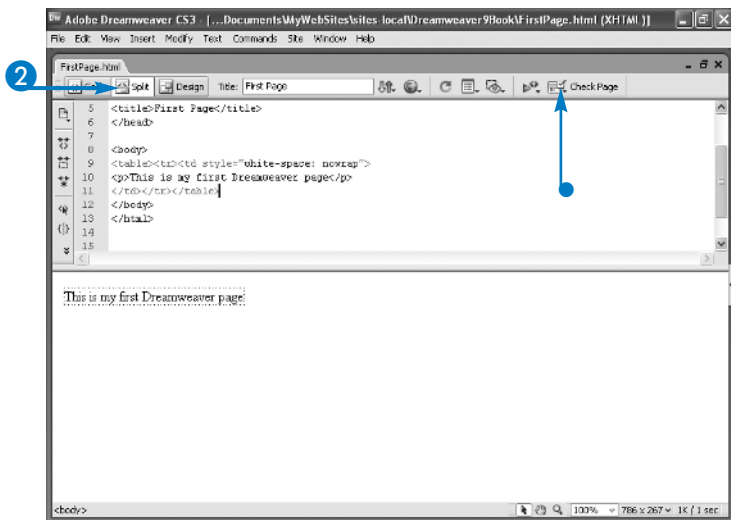 Adobe Dreamweaver CS3 - [...Documents\MyWebSites\sites-local\Dreamweaver9Book\FirstPage.html (XHTML)]
File Edit View Insert Modify Text Commands Site Window Help
FirstPage.html
2
Split Design Title: First Page Check Page
5 <title>First Page</title>
6 </head>
7
8 <body>
9 <table><tr><td style="white-space: nowrap">
10 <p>This is my first Dreamweaver page</p>
11 </td></tr></table>
12 </body>
13 </html>
14
15
This is my first Dreamweaver page
<body> 100% 786 x 267 1K / 1 sec